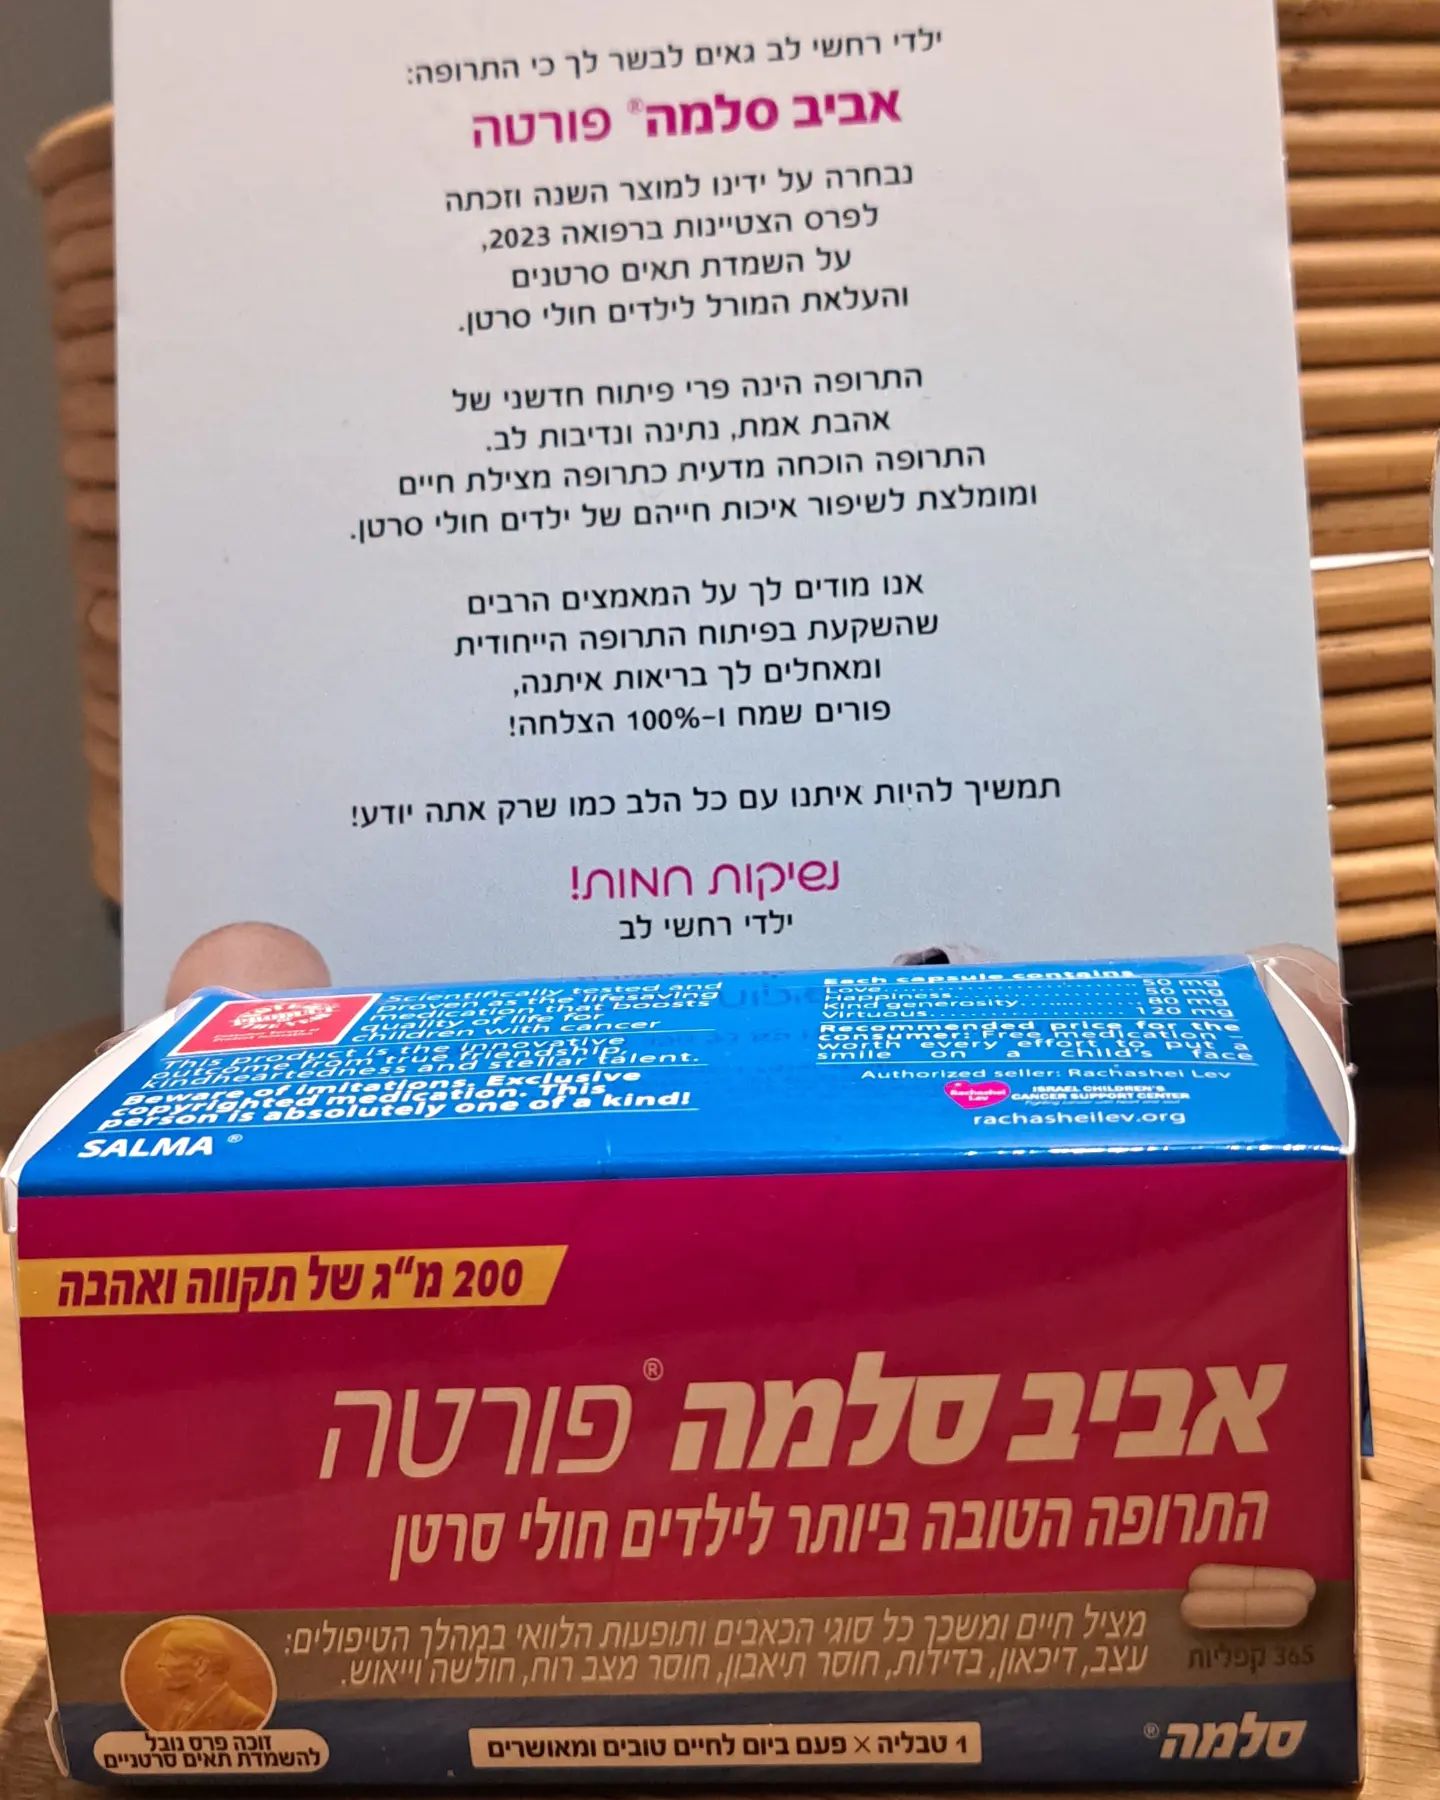 ילדי רחשי לב גאים לבשר לך כי התרופה:
אביב סלמה® פורטה
נבחרה על ידינו למוצר השנה וזכתה
לפרס הצטיינות ברפואה 2023,
על השמדת תאים סרטנים
והעלאת המורל לילדים חולי סרטן.
התרופה הינה פרי פיתוח חדשני של
אהבת אמת, נתינה ונדיבות לב.
התרופה הוכחה מדעית כתרופה מצילת חיים
ומומלצת לשיפור איכות חייהם של ילדים חולי סרטן.
אנו מודים לך על המאמצים הרבים
שהשקעת בפיתוח התרופה הייחודית
ומאחלים לך בריאות איתנה,
פורים שמח ו-100% הצלחה!
תמשיך להיות איתנו עם כל הלב כמו שרק אתה יודע!
נשיקות חמות!
ילדי רחשי לב
Scientifically tested and
proven as the lifesaving
medication that boosts
quality of life for
children with cancer
This product is the innovative
outcome from true friendship,
kindheartedness and stellar talent.
Beware of imitations. Exclusive
copyrighted medication. This
person is absolutely one of a kind!
SALMA ®
Each capsule contains
Love 50 mg
Happiness 50 mg
Kind generosity 80 mg
Virtuous 120 mg
Recommended price for the
consumer: Free medication –
worth every effort to put a
smile on a child's face
Authorized seller: Rachashei Lev
Rachashei
Lev
ISRAEL CHILDREN'S
CANCER SUPPORT CENTER
rachasheilev.org
200 מ"ג של תקווה ואהבה
אביב סלמה® פורטה
התרופה הטובה ביותר לילדים חולי סרטן
מציל חיים ומשכך כל סוגי הכאבים ותופעות הלוואי במהלך הטיפולים:
עצב, דיכאון, בדידות, חוסר תיאבון, חוסר מצב רוח, חולשה וייאוש.
365 קפליות
זוכה פרס נובל
להשמדת תאים סרטניים
1 טבליה × פעם ביום לחיים טובים ומאושרים
סלמה®